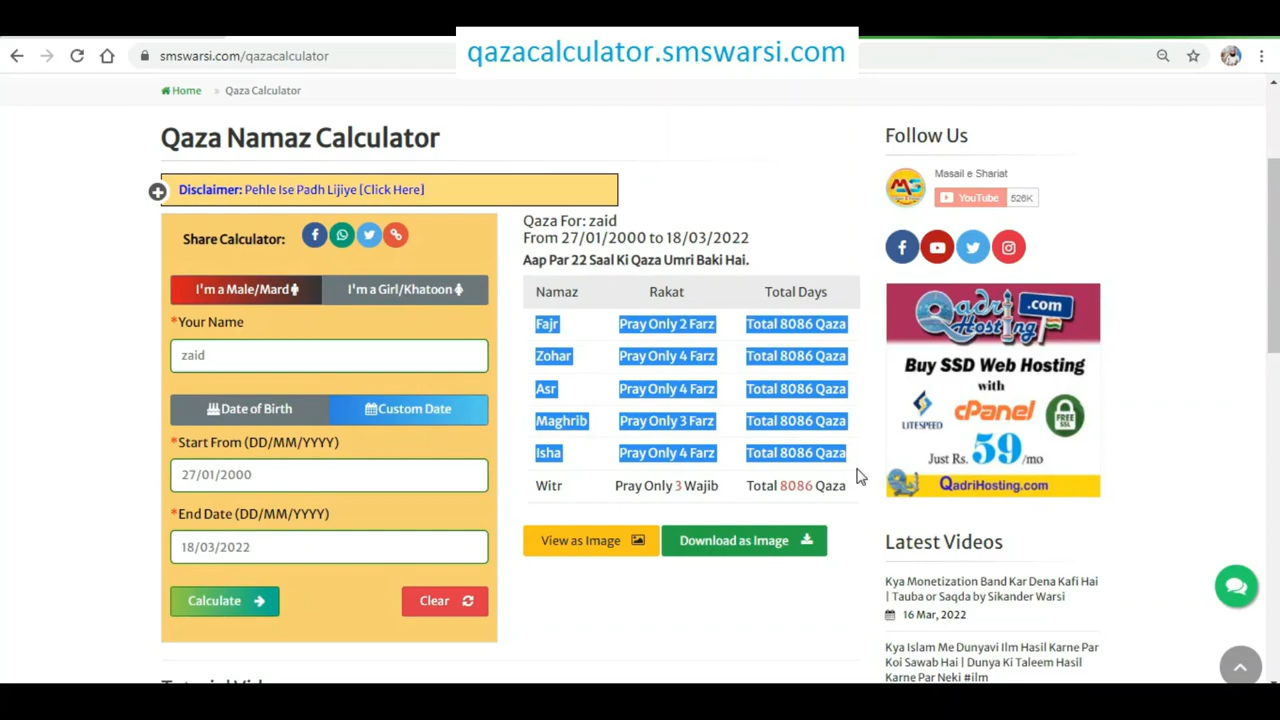 qazacalculator.smswarsi.com
smswarsi.com/qazacalculator
Home » Qaza Calculator
Qaza Namaz Calculator
Disclaimer: Pehle Ise Padh Lijiye [Click Here]
Share Calculator:
I'm a Male/Mard I'm a Girl/Khatoon
*Your Name
zaid
Date of Birth Custom Date
*Start From (DD/MM/YYYY)
27/01/2000
*End Date (DD/MM/YYYY)
18/03/2022
Calculate Clear
Qaza For: zaid
From 27/01/2000 to 18/03/2022
Aap Par 22 Saal Ki Qaza Umri Baki Hai.
Namaz Rakat Total Days
Fajr Pray Only 2 Farz Total 8086 Qaza
Zohar Pray Only 4 Farz Total 8086 Qaza
Asr Pray Only 4 Farz Total 8086 Qaza
Maghrib Pray Only 3 Farz Total 8086 Qaza
Isha Pray Only 4 Farz Total 8086 Qaza
Witr Pray Only 3 Wajib Total 8086 Qaza
View as Image Download as Image
Follow Us
MS
Masail e Shariat
YouTube 526K
Qadri
Hosting
.com
Buy SSD Web Hosting
with
LITESPEED
cPanel
FREE
SSL
Just Rs. 59/mo
QadriHosting.com
Latest Videos
Kya Monetization Band Kar Dena Kafi Hai
| Tauba or Saqda by Sikander Warsi
16 Mar, 2022
Kya Islam Me Dunyavi Ilm Hasil Karne Par
Koi Sawab Hai | Dunya Ki Taleem Hasil
Karne Par Neki #ilm